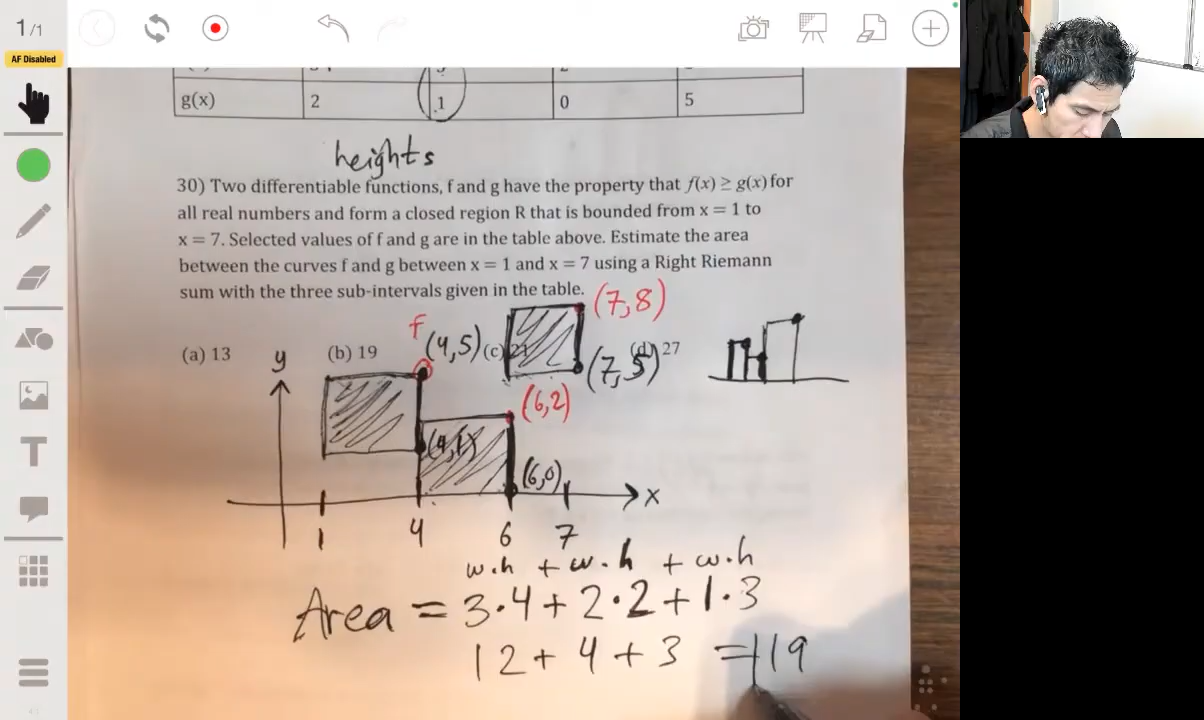 1/1
AF Disabled
g(x) 2 1 0 5
heights
30) Two differentiable functions, f and g have the property that f(x) ≥ g(x) for
all real numbers and form a closed region R that is bounded from x = 1 to
x = 7. Selected values of f and g are in the table above. Estimate the area
between the curves f and g between x = 1 and x = 7 using a Right Riemann
sum with the three sub-intervals given in the table.
(7,8)
f
(a) 13 (b) 19 (c) 21 (d) 27
y
(4,5)
(7,5)
(6,2)
(4,1)
(6,0)
x
1 4 6 7
w.h + w.h + w.h
Area = 3·4 + 2·2 + 1·3
12 + 4 + 3 = 19
T